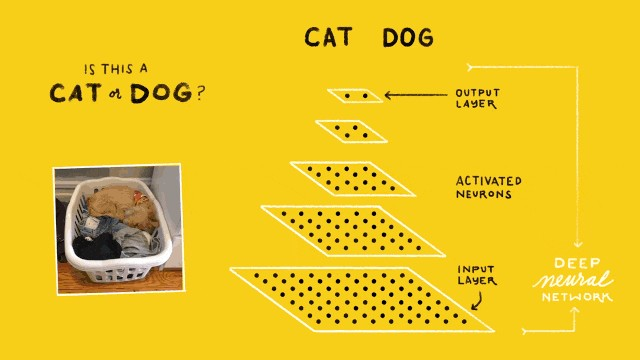 CAT DOG
IS THIS A
CAT or DOG?
OUTPUT
LAYER
ACTIVATED
NEURONS
INPUT
LAYER
DEEP
neural
NETWORK